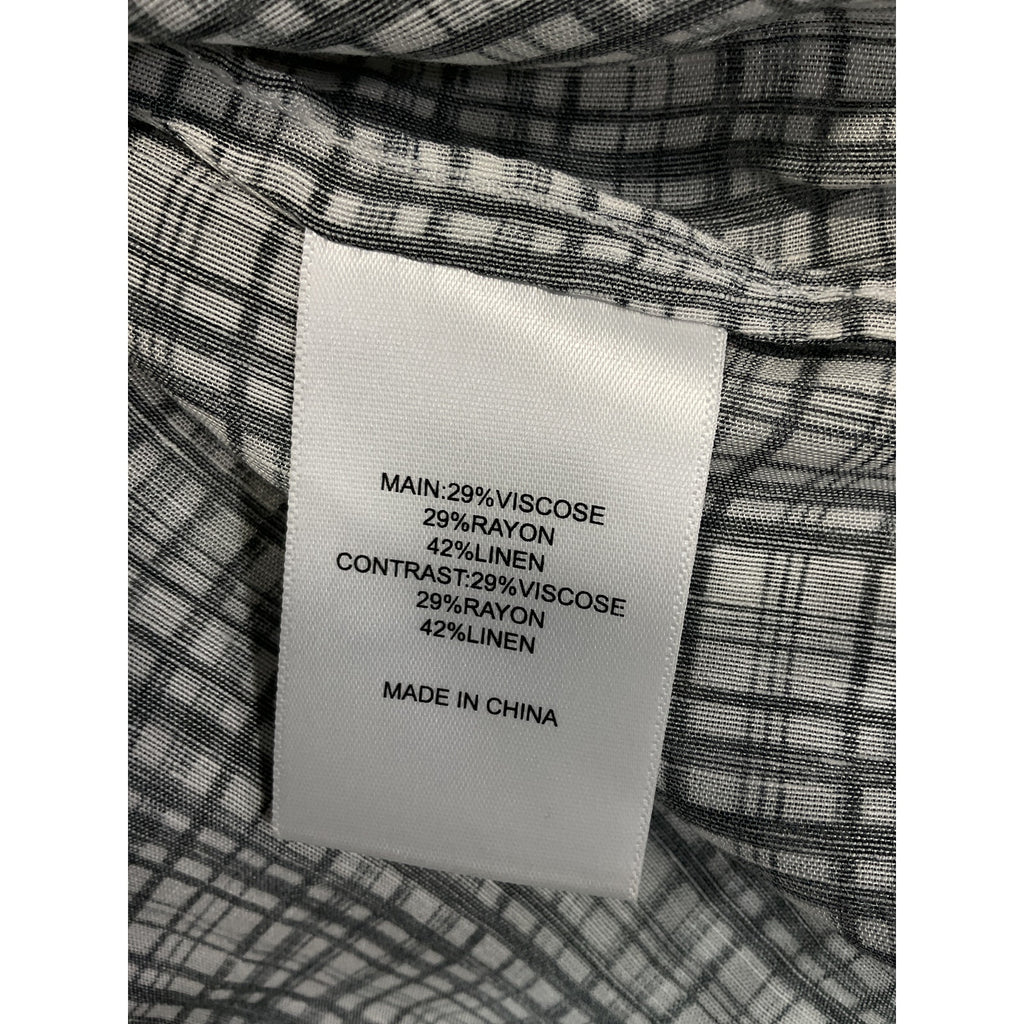 MAIN:29%VISCOSE
29%RAYON
42%LINEN
CONTRAST:29%VISCOSE
29%RAYON
42%LINEN
MADE IN CHINA